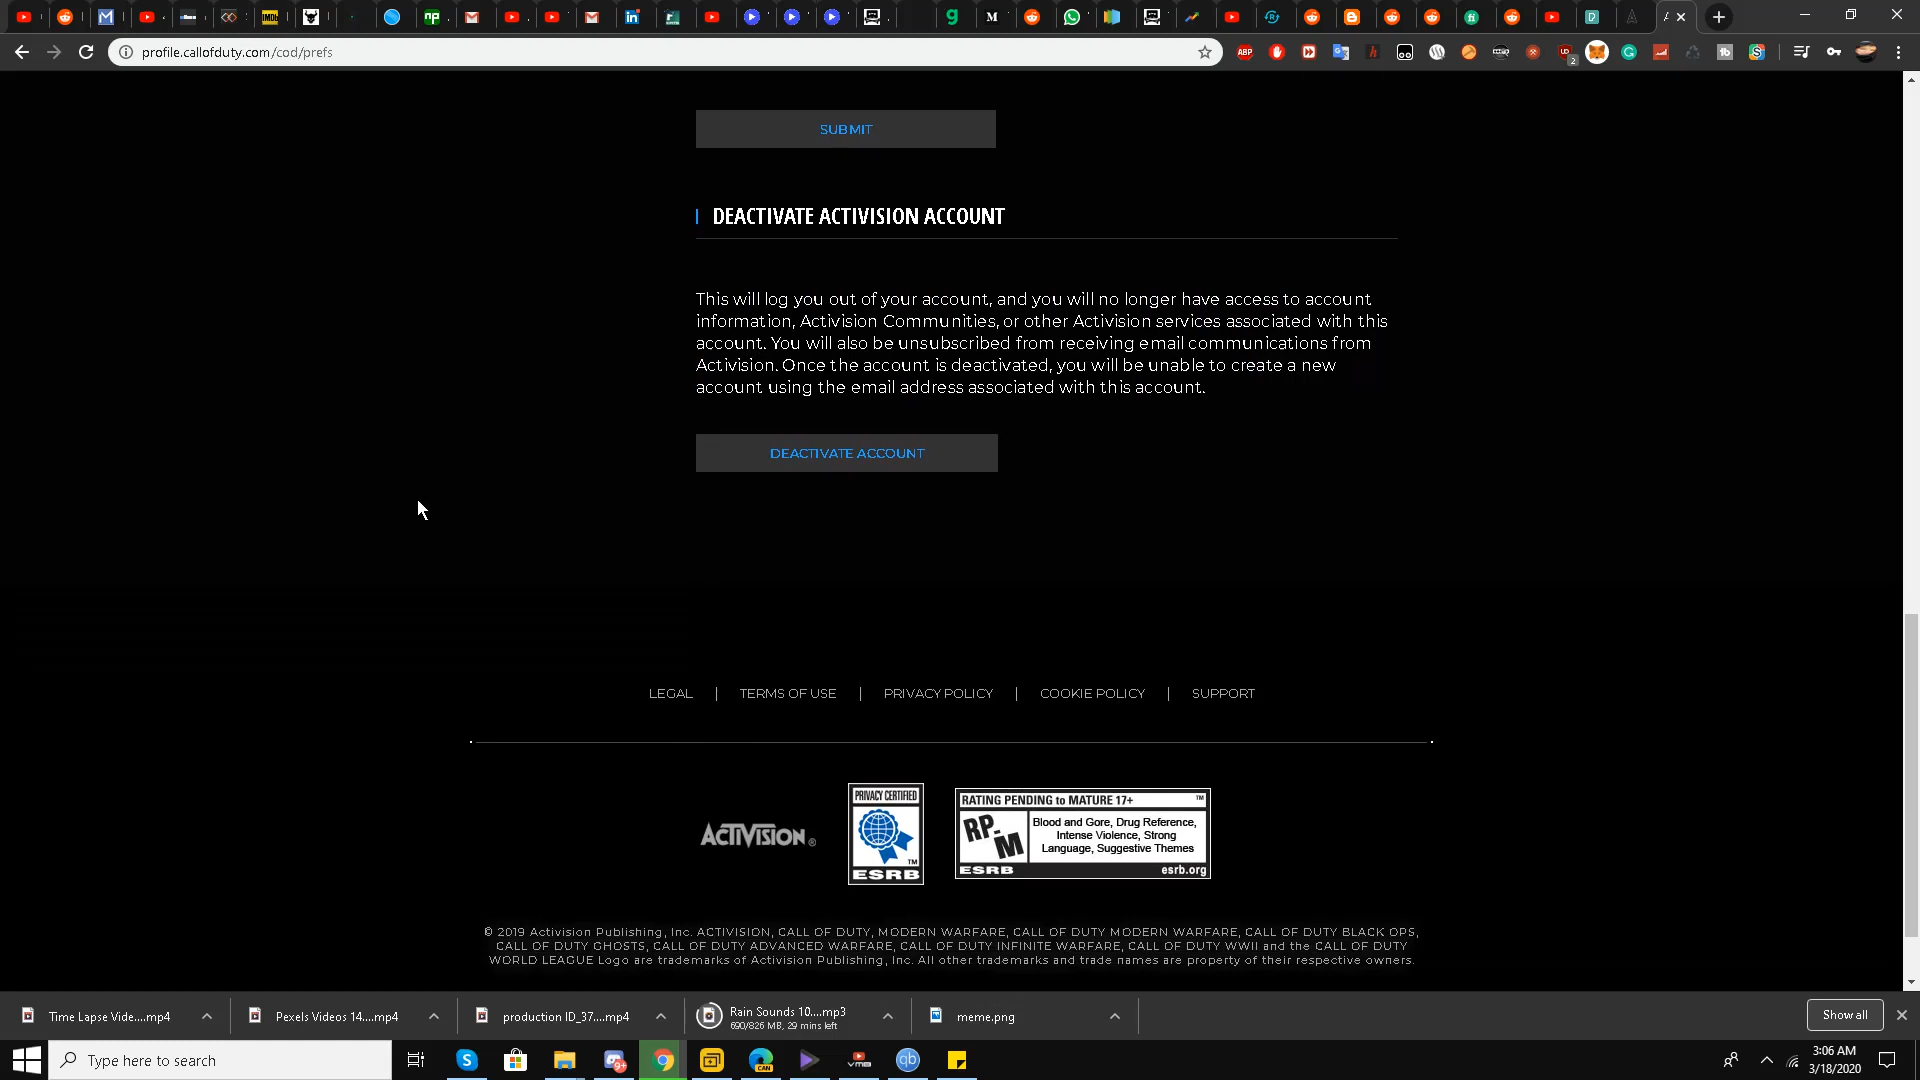 profile.callofduty.com/cod/prefs
SUBMIT
DEACTIVATE ACTIVISION ACCOUNT
This will log you out of your account, and you will no longer have access to account
information, Activision Communities, or other Activision services associated with this
account. You will also be unsubscribed from receiving email communications from
Activision. Once the account is deactivated, you will be unable to create a new
account using the email address associated with this account.
DEACTIVATE ACCOUNT
LEGAL | TERMS OF USE | PRIVACY POLICY | COOKIE POLICY | SUPPORT
ACTIVISION®
PRIVACY CERTIFIED
TM
ESRB
RATING PENDING to MATURE 17+ TM
RP-M
Blood and Gore, Drug Reference,
Intense Violence, Strong
Language, Suggestive Themes
ESRB esrb.org
© 2019 Activision Publishing, Inc. ACTIVISION, CALL OF DUTY, MODERN WARFARE, CALL OF DUTY MODERN WARFARE, CALL OF DUTY BLACK OPS,
CALL OF DUTY GHOSTS, CALL OF DUTY ADVANCED WARFARE, CALL OF DUTY INFINITE WARFARE, CALL OF DUTY WWII and the CALL OF DUTY
WORLD LEAGUE Logo are trademarks of Activision Publishing, Inc. All other trademarks and trade names are property of their respective owners.
Time Lapse Vide....mp4
Pexels Videos 14....mp4
production ID_37....mp4
Rain Sounds 10....mp3
690/826 MB, 29 mins left
meme.png
Show all
Type here to search
3:06 AM
3/18/2020